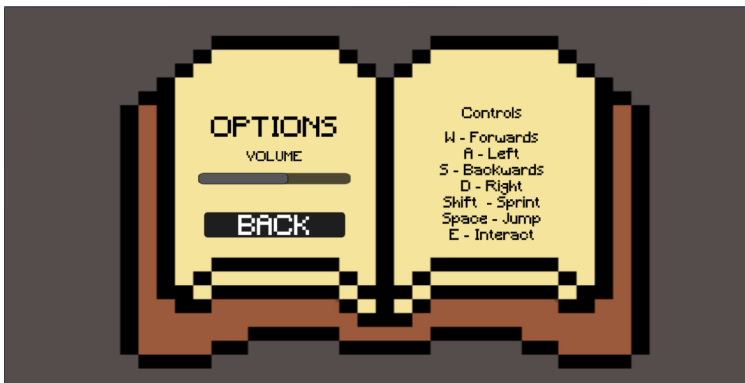 OPTIONS
VOLUME
BACK
Controls
W - Forwards
A - Left
S - Backwards
D - Right
Shift - Sprint
Space - Jump
E - Interact